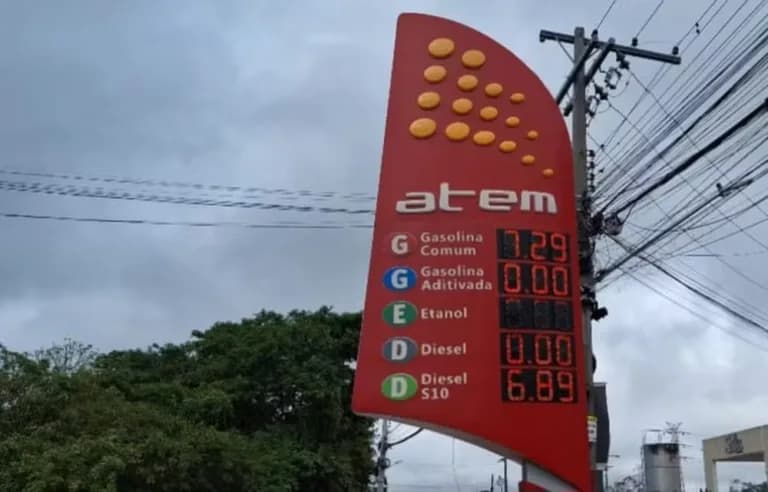 atem
G Gasolina
Comum 7.29
G Gasolina
Aditivada 0.00
E Etanol
D Diesel 0.00
D Diesel
S10 6.89